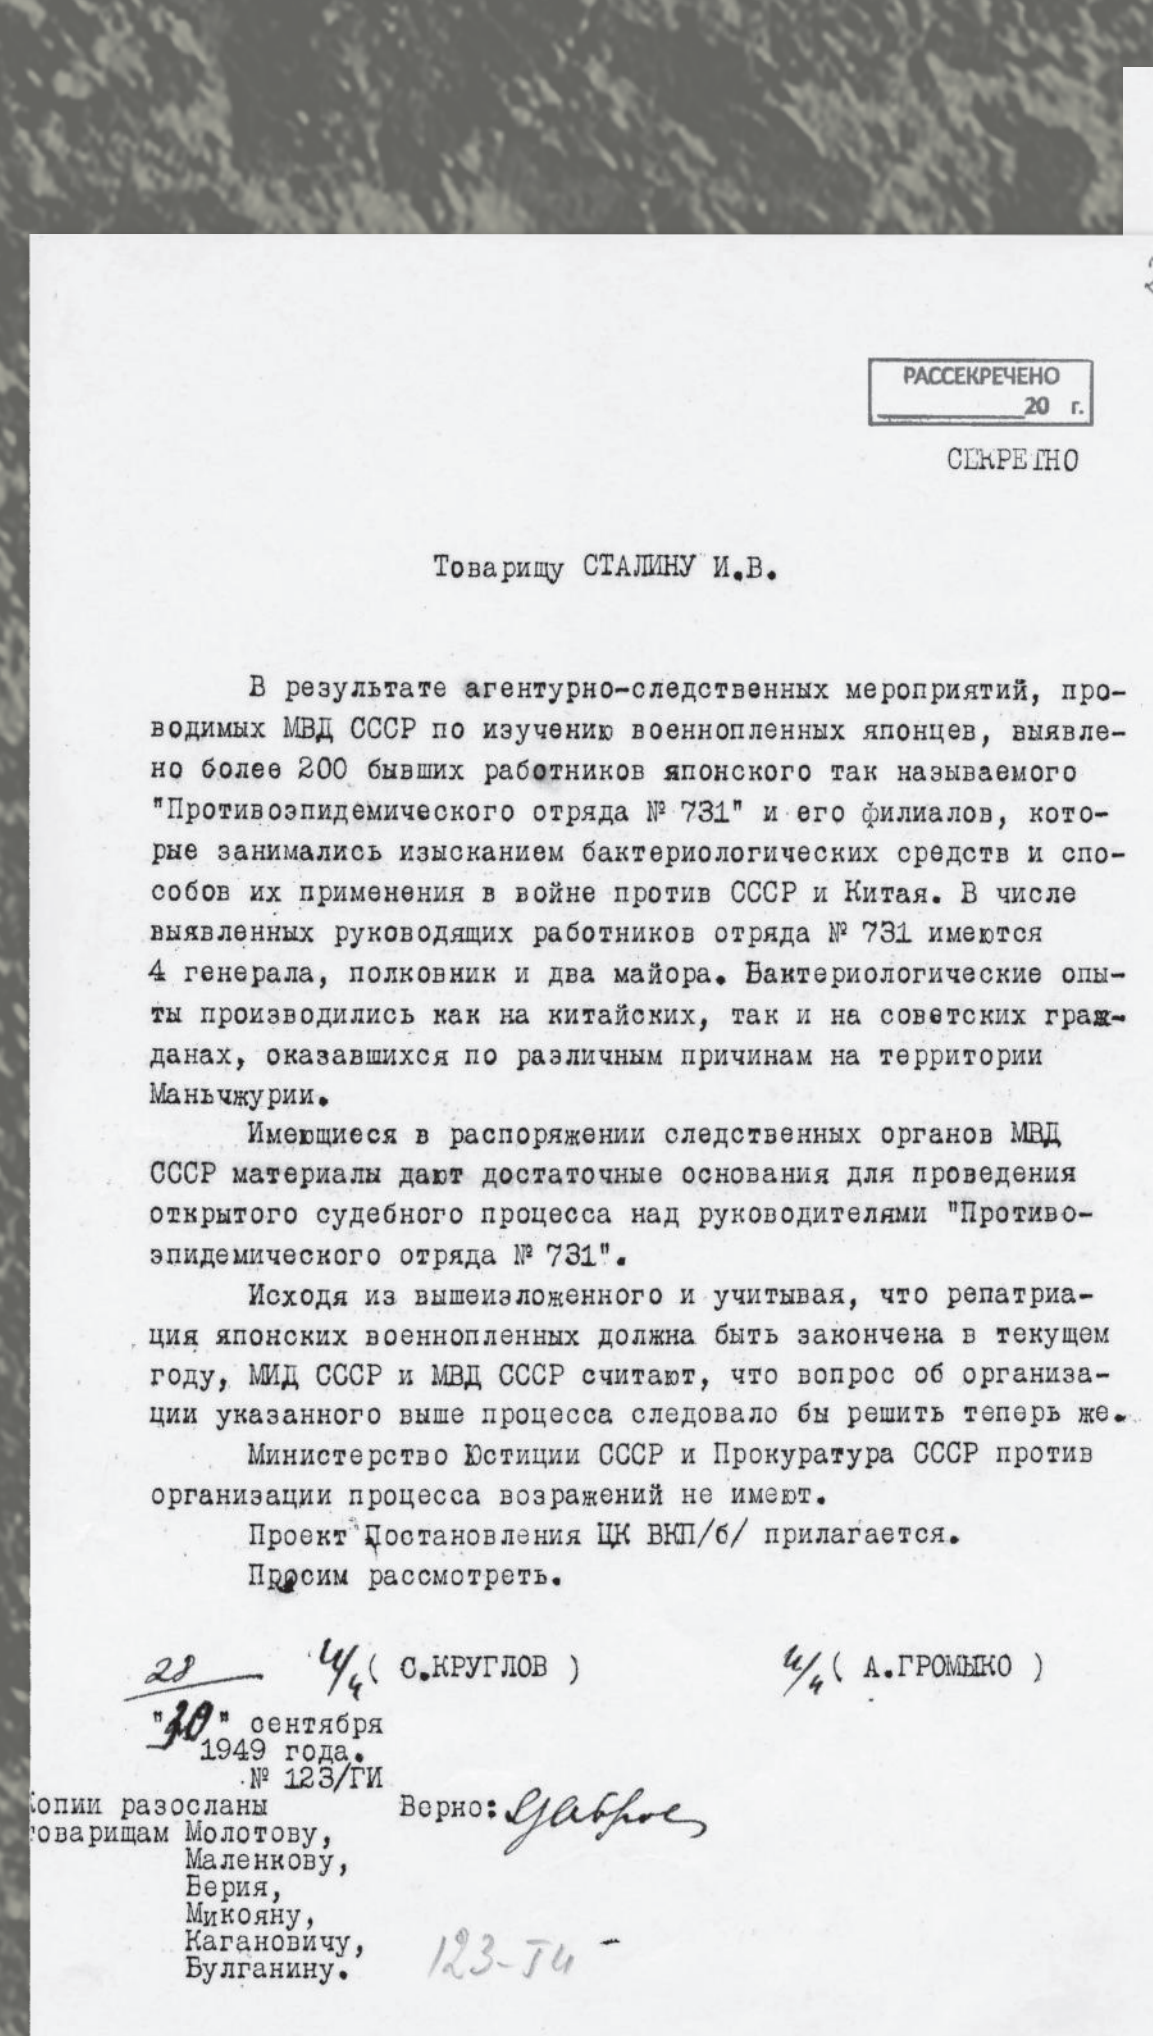 РАССЕКРЕЧЕНО
20 г.
СЕКРЕТНО
Товарищу СТАЛИНУ И.В.
В результате агентурно-следственных мероприятий, про-
водимых МВД СССР по изучению военнопленных японцев, выявле-
но более 200 бывших работников японского так называемого
"Противоэпидемического отряда № 731" и его филиалов, кото-
рые занимались изысканием бактериологических средств и спо-
собов их применения в войне против СССР и Китая. В числе
выявленных руководящих работников отряда № 731 имеются
4 генерала, полковник и два майора. Бактериологические опы-
ты производились как на китайских, так и на советских граж-
данах, оказавшихся по различным причинам на территории
Маньчжурии.
Имеющиеся в распоряжении следственных органов МВД
СССР материалы дают достаточные основания для проведения
открытого судебного процесса над руководителями "Противо-
эпидемического отряда № 731".
Исходя из вышеизложенного и учитывая, что репатриа-
ция японских военнопленных должна быть закончена в текущем
году, МИД СССР и МВД СССР считают, что вопрос об организа-
ции указанного выше процесса следовало бы решить теперь же.
Министерство Юстиции СССР и Прокуратура СССР против
организации процесса возражений не имеют.
Проект Постановления ЦК ВКП/б/ прилагается.
Просим рассмотреть.
28
( С.КРУГЛОВ ) ( А.ГРОМЫКО )
"30" сентября
1949 года.
№ 123/ГИ
Копии разосланы Верно:
товарищам Молотову,
Маленкову,
Берия,
Микояну,
Кагановичу,
Булганину.
123-ГИ